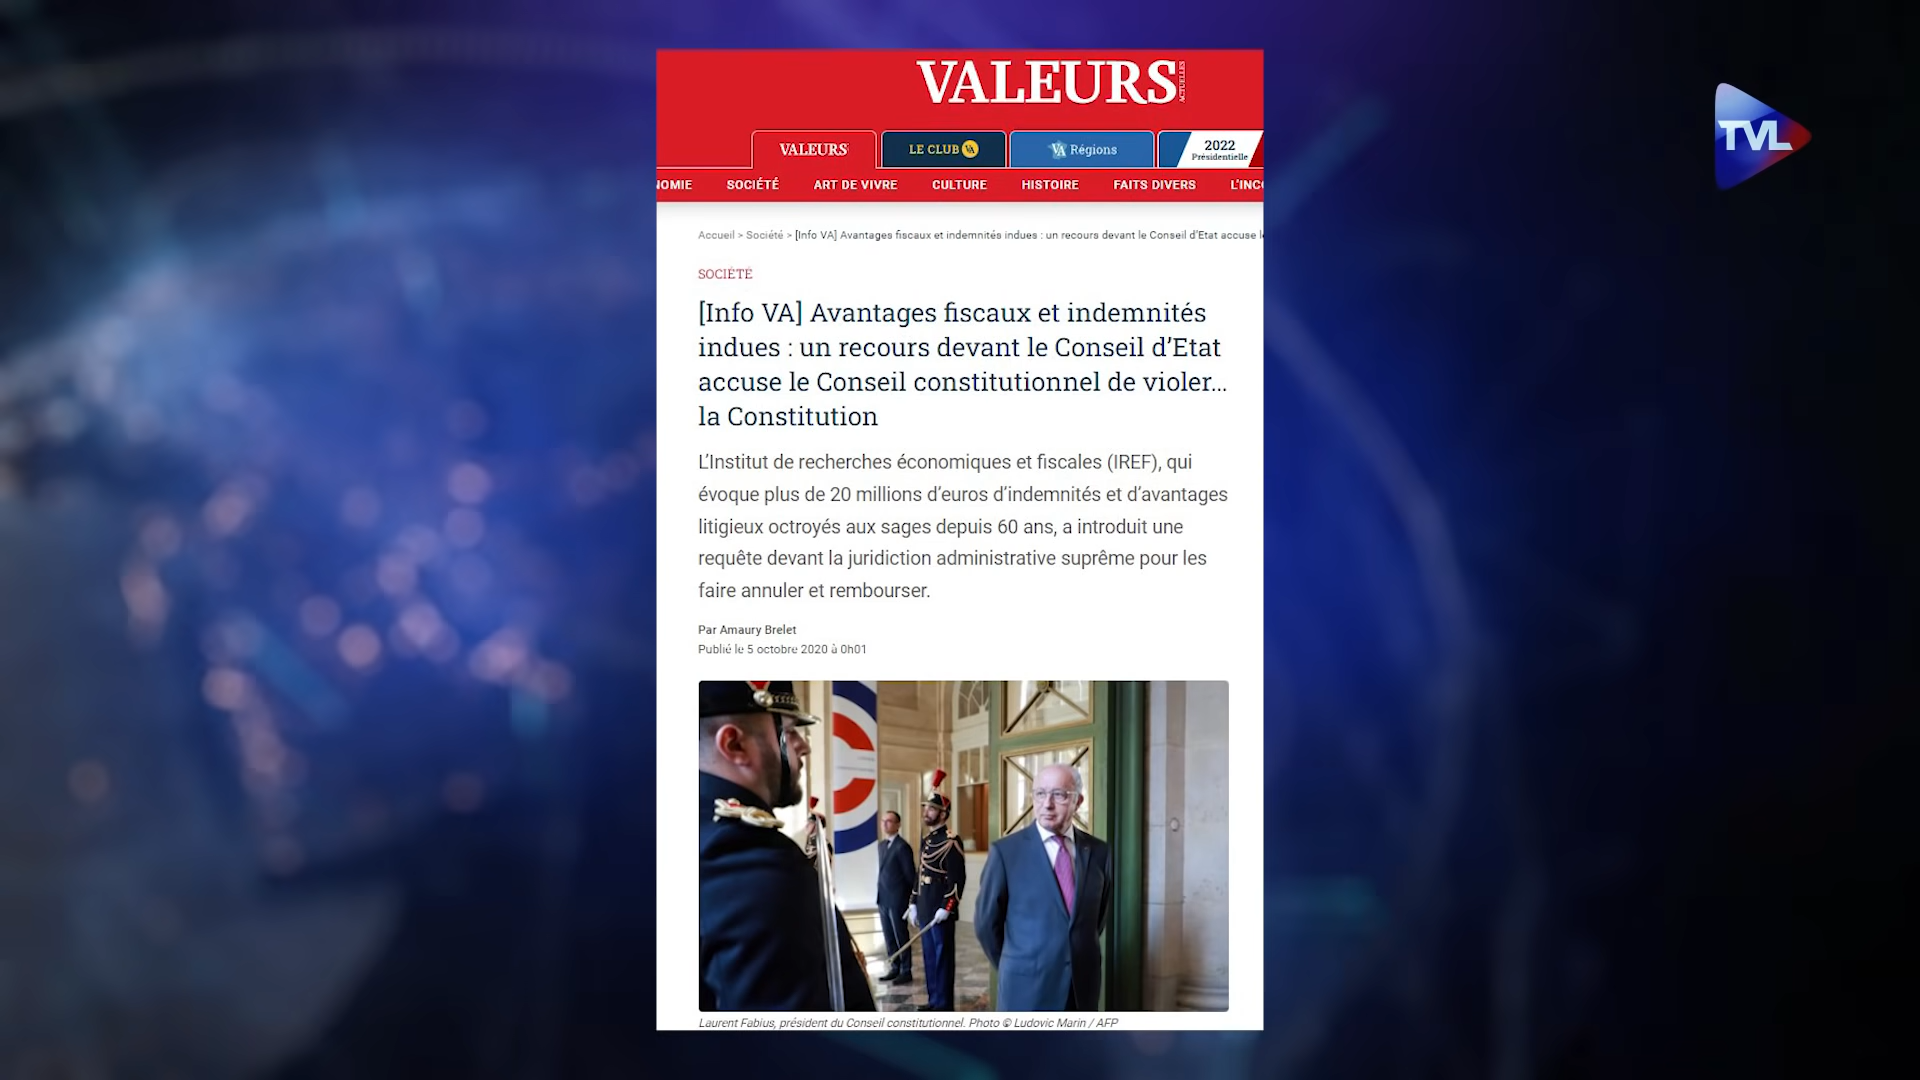 VALEURS
ACTUELLES
TVL
VALEURS
LE CLUB VA
VA Régions
2022
Présidentielle
NOMIE SOCIÉTÉ ART DE VIVRE CULTURE HISTOIRE FAITS DIVERS L'INC
Accueil > Société > [Info VA] Avantages fiscaux et indemnités indues : un recours devant le Conseil d'Etat accuse l
SOCIÉTÉ
[Info VA] Avantages fiscaux et indemnités
indues : un recours devant le Conseil d'Etat
accuse le Conseil constitutionnel de violer...
la Constitution
L'Institut de recherches économiques et fiscales (IREF), qui
évoque plus de 20 millions d'euros d'indemnités et d'avantages
litigieux octroyés aux sages depuis 60 ans, a introduit une
requête devant la juridiction administrative suprême pour les
faire annuler et rembourser.
Par Amaury Brelet
Publié le 5 octobre 2020 à 0h01
Laurent Fabius, président du Conseil constitutionnel. Photo © Ludovic Marin / AFP